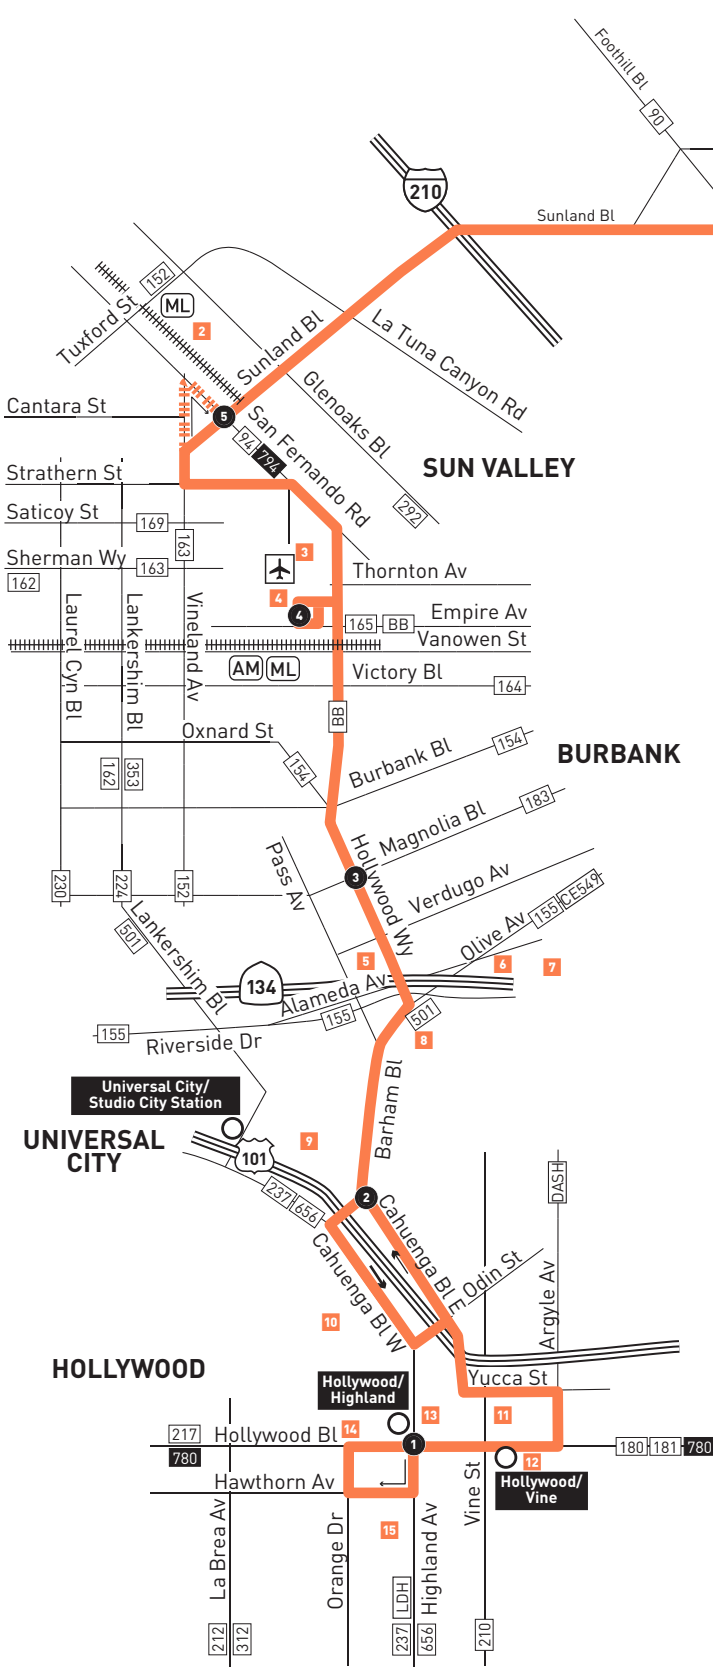 Foothill Bl
90
210
Sunland Bl
152
ML
Tuxford St
2
Sunland Bl
La Tuna Canyon Rd
Glenoaks Bl
Cantara St
5
San Fernando Rd
94
794
SUN VALLEY
Strathern St
292
Saticoy St
169
163
3
Sherman Wy
163
162
Thornton Av
4
4
Laurel Cyn Bl
Lankershim Bl
Vineland Av
Empire Av
165
BB
Vanowen St
AM
ML
Victory Bl
164
BB
Oxnard St
154
Burbank Bl
154
BURBANK
162
353
183
Magnolia Bl
Pass Av
Hollywood Wy
3
230
224
152
Verdugo Av
155
CE549
Olive Av
501
Lankershim Bl
5
6
7
134
Alameda Av
155
501
155
Riverside Dr
8
Barham Bl
Universal City/
Studio City Station
UNIVERSAL
CITY
101
9
237
656
2
DASH
Cahuenga Bl E
Cahuenga Bl W
Odin St
Argyle Av
10
HOLLYWOOD
Yucca St
Hollywood/
Highland
13
11
14
217
Hollywood Bl
1
780
180
181
780
12
Hollywood/
Vine
Hawthorn Av
Vine St
La Brea Av
Orange Dr
15
Highland Av
LDH
212
312
237
656
210